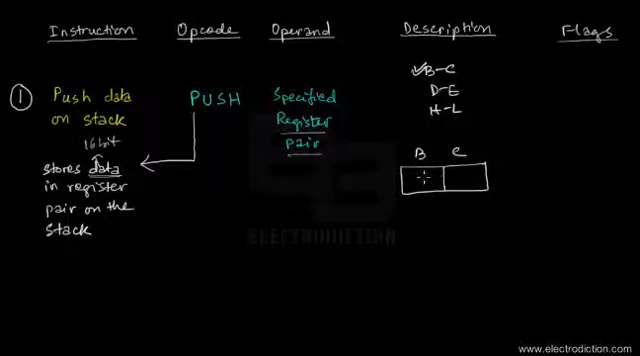 Instruction Opcode Operand Description Flags
1 Push data on stack
PUSH
Specified
Register
pair
✓B-C
D-E
H-L
16 bit
stores data
in register
pair on the
stack
B C
ELECTRODICTION
www.electrodiction.com